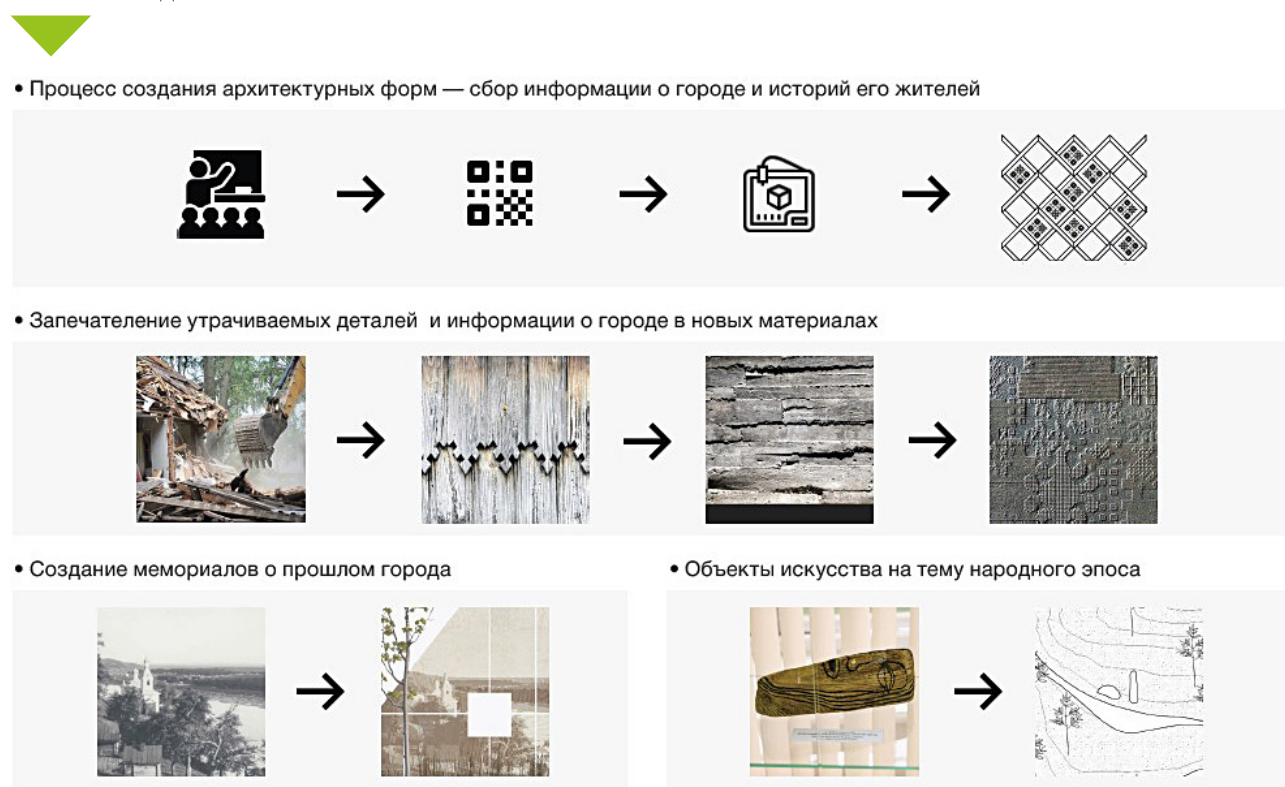 • Процесс создания архитектурных форм — сбор информации о городе и историй его жителей
• Запечателение утрачиваемых деталей и информации о городе в новых материалах
• Создание мемориалов о прошлом города
• Объекты искусства на тему народного эпоса